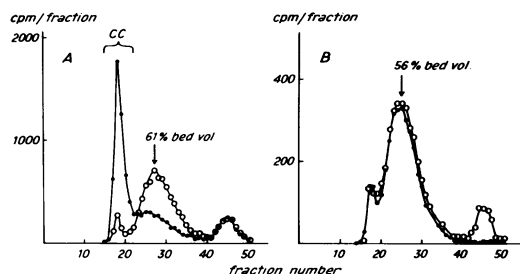 cpm/fraction
CC
2000
A
61% bed vol
1000
10 20 30 40 50
cpm/fraction
B
56% bed vol.
400
200
10 20 30 40 50
fraction number